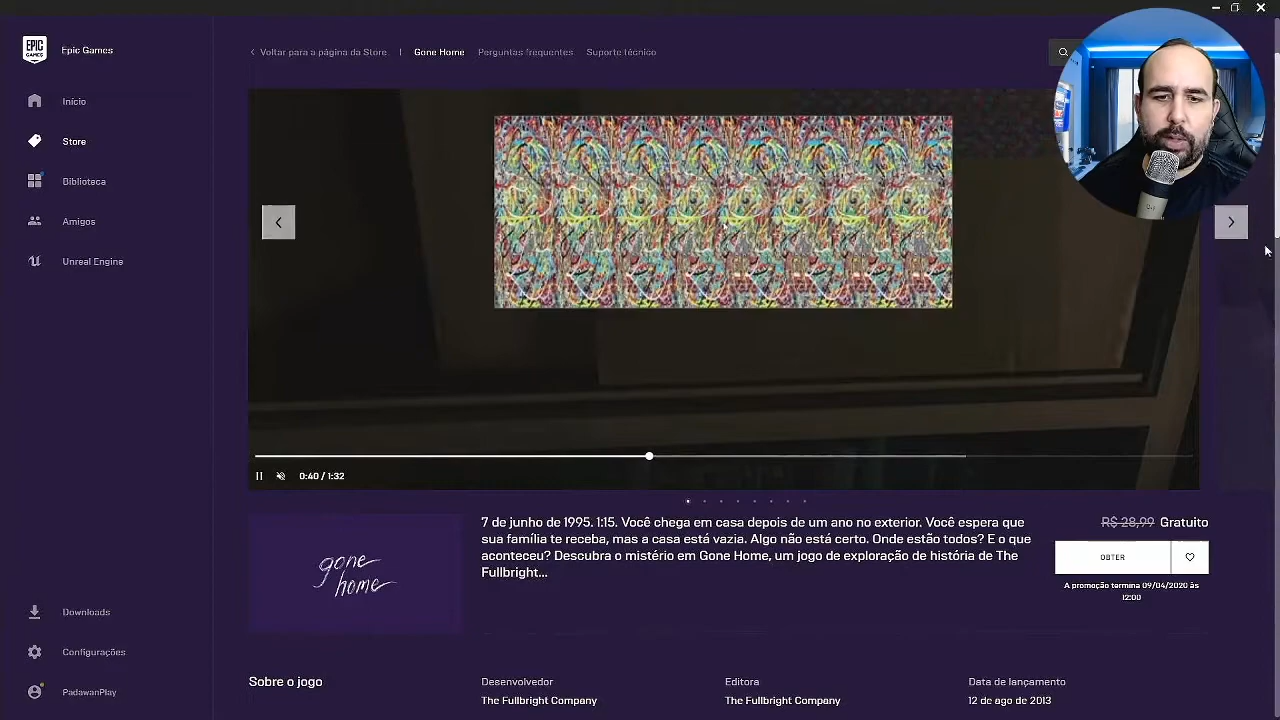 EPIC GAMES
Epic Games
Voltar para a página da Store | Gone Home Perguntas frequentes Suporte técnico
Início
Store
Biblioteca
Amigos
Unreal Engine
0:40 / 1:32
gone home
7 de junho de 1995. 1:15. Você chega em casa depois de um ano no exterior. Você espera que
sua família te receba, mas a casa está vazia. Algo não está certo. Onde estão todos? E o que
aconteceu? Descubra o mistério em Gone Home, um jogo de exploração de história de The
Fullbright...
R$ 28,99 Gratuito
OBTER
A promoção termina 09/04/2020 às
12:00
Downloads
Configurações
PadawanPlay
Sobre o jogo
Desenvolvedor
The Fullbright Company
Editora
The Fullbright Company
Data de lançamento
12 de ago de 2013